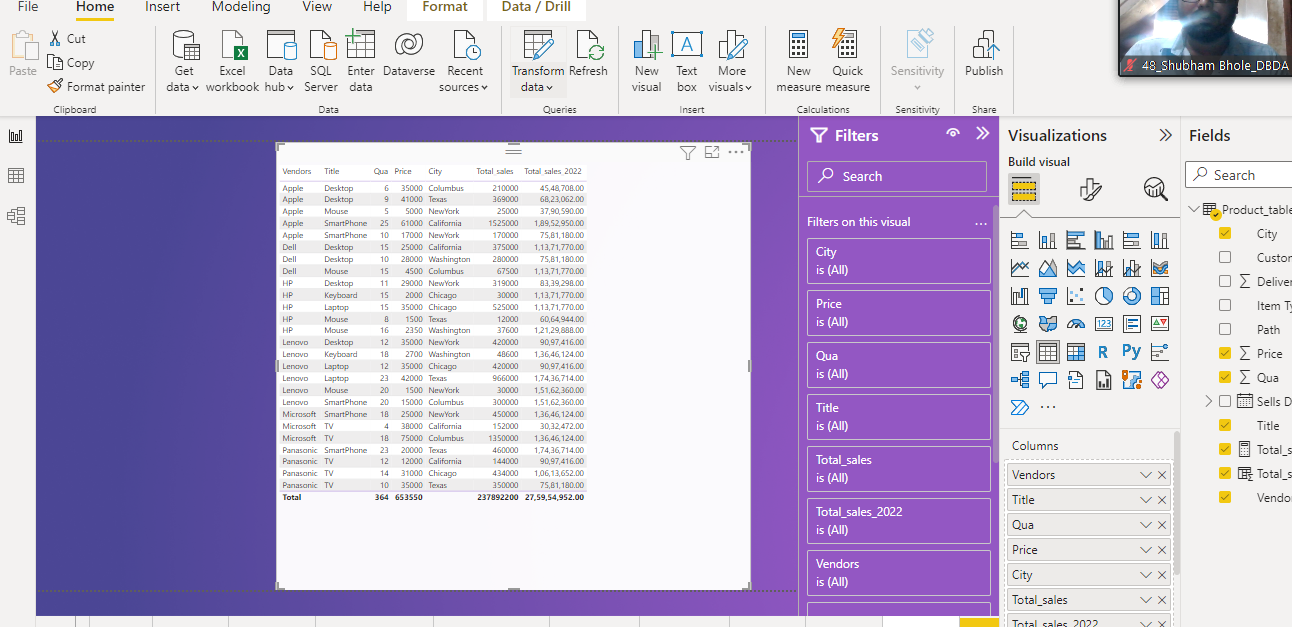 File Home Insert Modeling View Help Format Data / Drill
Paste
Cut
Copy
Format painter
Clipboard
Get data
Excel workbook
Data hub
SQL Server
Enter data
Dataverse
Recent sources
Data
Transform data
Refresh
Queries
New visual
Text box
More visuals
Insert
New measure
Quick measure
Calculations
Sensitivity
Sensitivity
Publish
Share
48_Shubham Bhole_DBDA
Vendors Title Qua Price City Total_sales Total_sales_2022
Apple Desktop 6 35000 Columbus 210000 45,48,708.00
Apple Desktop 9 41000 Texas 369000 68,23,062.00
Apple Mouse 5 5000 NewYork 25000 37,90,590.00
Apple SmartPhone 25 61000 California 1525000 1,89,52,950.00
Apple SmartPhone 10 17000 NewYork 170000 75,81,180.00
Dell Desktop 15 25000 California 375000 1,13,71,770.00
Dell Desktop 10 28000 Washington 280000 75,81,180.00
Dell Mouse 15 4500 Columbus 67500 1,13,71,770.00
HP Desktop 11 29000 NewYork 319000 83,39,298.00
HP Keyboard 15 2000 Chicago 30000 1,13,71,770.00
HP Laptop 15 35000 Chicago 525000 1,13,71,770.00
HP Mouse 8 1500 Texas 12000 60,64,944.00
HP Mouse 16 2350 Washington 37600 1,21,29,888.00
Lenovo Desktop 12 35000 NewYork 420000 90,97,416.00
Lenovo Keyboard 18 2700 Washington 48600 1,36,46,124.00
Lenovo Laptop 12 35000 Chicago 420000 90,97,416.00
Lenovo Laptop 23 42000 Texas 966000 1,74,36,714.00
Lenovo Mouse 20 1500 NewYork 30000 1,51,62,360.00
Lenovo SmartPhone 20 15000 Columbus 300000 1,51,62,360.00
Microsoft SmartPhone 18 25000 NewYork 450000 1,36,46,124.00
Microsoft TV 4 38000 California 152000 30,32,472.00
Microsoft TV 18 75000 Columbus 1350000 1,36,46,124.00
Panasonic SmartPhone 23 20000 Texas 460000 1,74,36,714.00
Panasonic TV 12 12000 California 144000 90,97,416.00
Panasonic TV 14 31000 Chicago 434000 1,06,13,652.00
Panasonic TV 10 35000 Texas 350000 75,81,180.00
Total 364 653550 237892200 27,59,54,952.00
Filters
Search
Filters on this visual
City
is (All)
Price
is (All)
Qua
is (All)
Title
is (All)
Total_sales
is (All)
Total_sales_2022
is (All)
Vendors
is (All)
Visualizations
Build visual
123
R Py
Columns
Vendors
Title
Qua
Price
City
Total_sales
Total_sales_2022
Fields
Search
Product_table
City
Custon
Deliver
Item Ty
Path
Price
Qua
Sells D
Title
Total_s
Total_s
Vendo